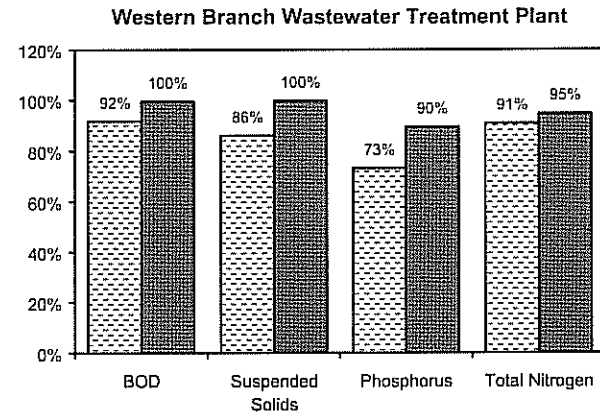 Western Branch Wastewater Treatment Plant
120%
100%
80%
60%
40%
20%
0%
92%
100%
86%
100%
73%
90%
91%
95%
BOD
Suspended
Solids
Phosphorus
Total Nitrogen